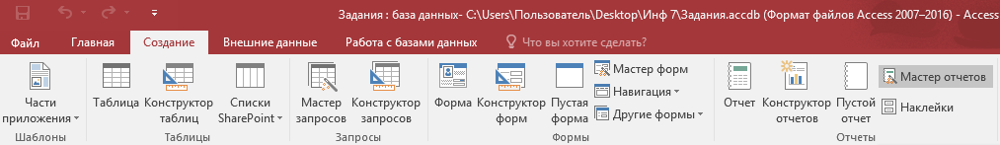 Задания : база данных- C:\Users\Пользователь\Desktop\Инф 7\Задания.accdb (Формат файлов Access 2007–2016) - Access
Файл Главная Создание Внешние данные Работа с базами данных Что вы хотите сделать?
Части приложения
Шаблоны
Таблица
Конструктор таблиц
Списки SharePoint
Таблицы
Мастер запросов
Конструктор запросов
Запросы
Форма
Конструктор форм
Пустая форма
Мастер форм
Навигация
Другие формы
Формы
Отчет
Конструктор отчетов
Пустой отчет
Мастер отчетов
Наклейки
Отчеты